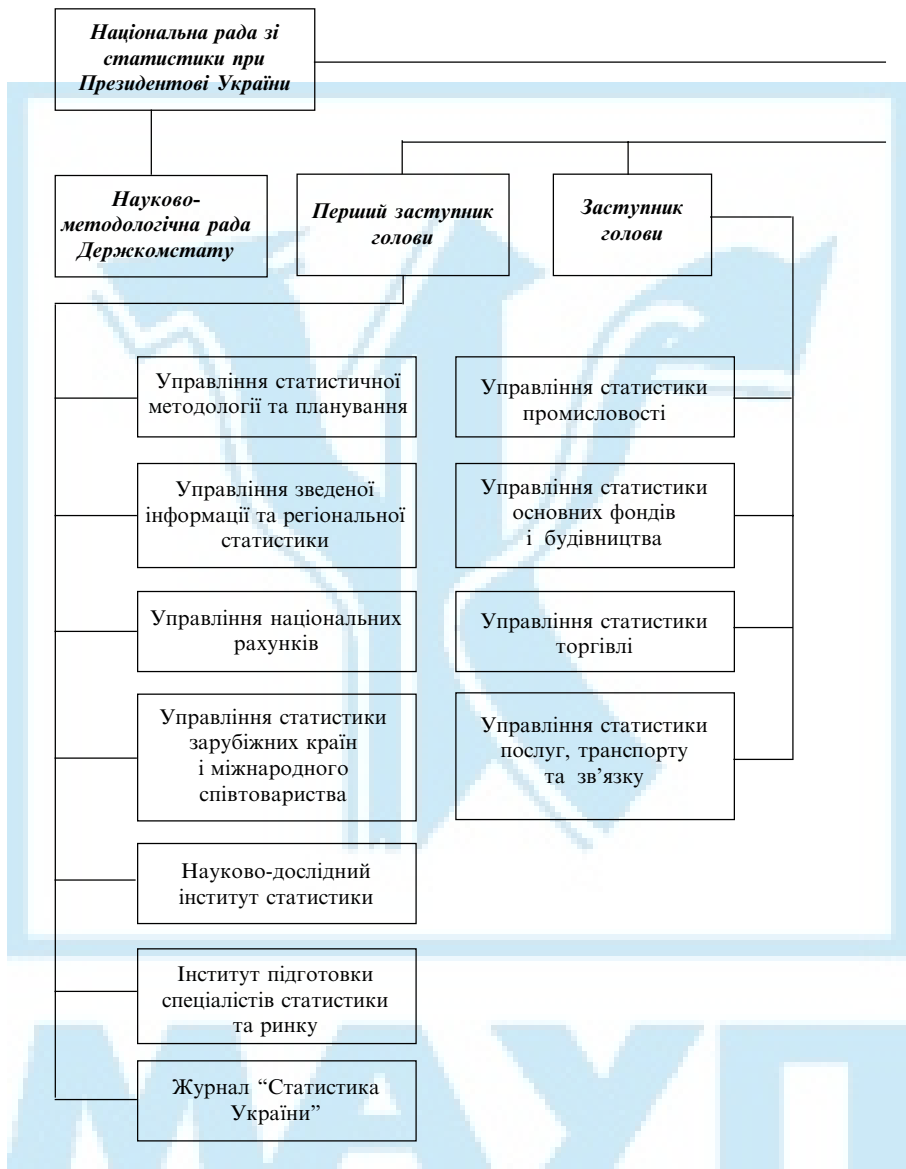 Національна рада зі
статистики при
Президентові України
Науково-
методологічна рада
Держкомстату
Перший заступник
голови
Заступник
голови
Управління статистичної
методології та планування
Управління зведеної
інформації та регіональної
статистики
Управління національних
рахунків
Управління статистики
зарубіжних країн
і міжнародного
співтовариства
Науково-дослідний
інститут статистики
Інститут підготовки
спеціалістів статистики
та ринку
Журнал “Статистика
України”
Управління статистики
промисловості
Управління статистики
основних фондів
і будівництва
Управління статистики
торгівлі
Управління статистики
послуг, транспорту
та зв’язку
МАУП